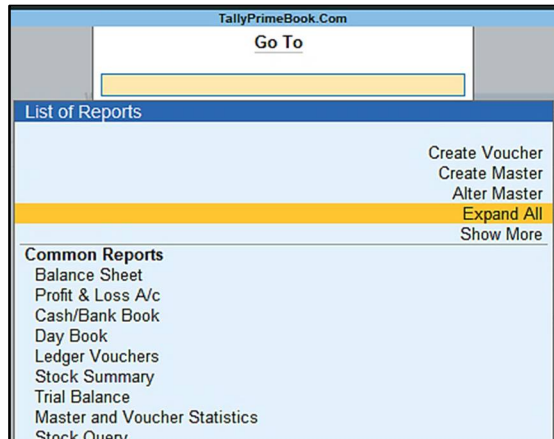 TallyPrimeBook.Com
Go To
List of Reports
Create Voucher
Create Master
Alter Master
Expand All
Show More
Common Reports
Balance Sheet
Profit & Loss A/c
Cash/Bank Book
Day Book
Ledger Vouchers
Stock Summary
Trial Balance
Master and Voucher Statistics
Stock Query